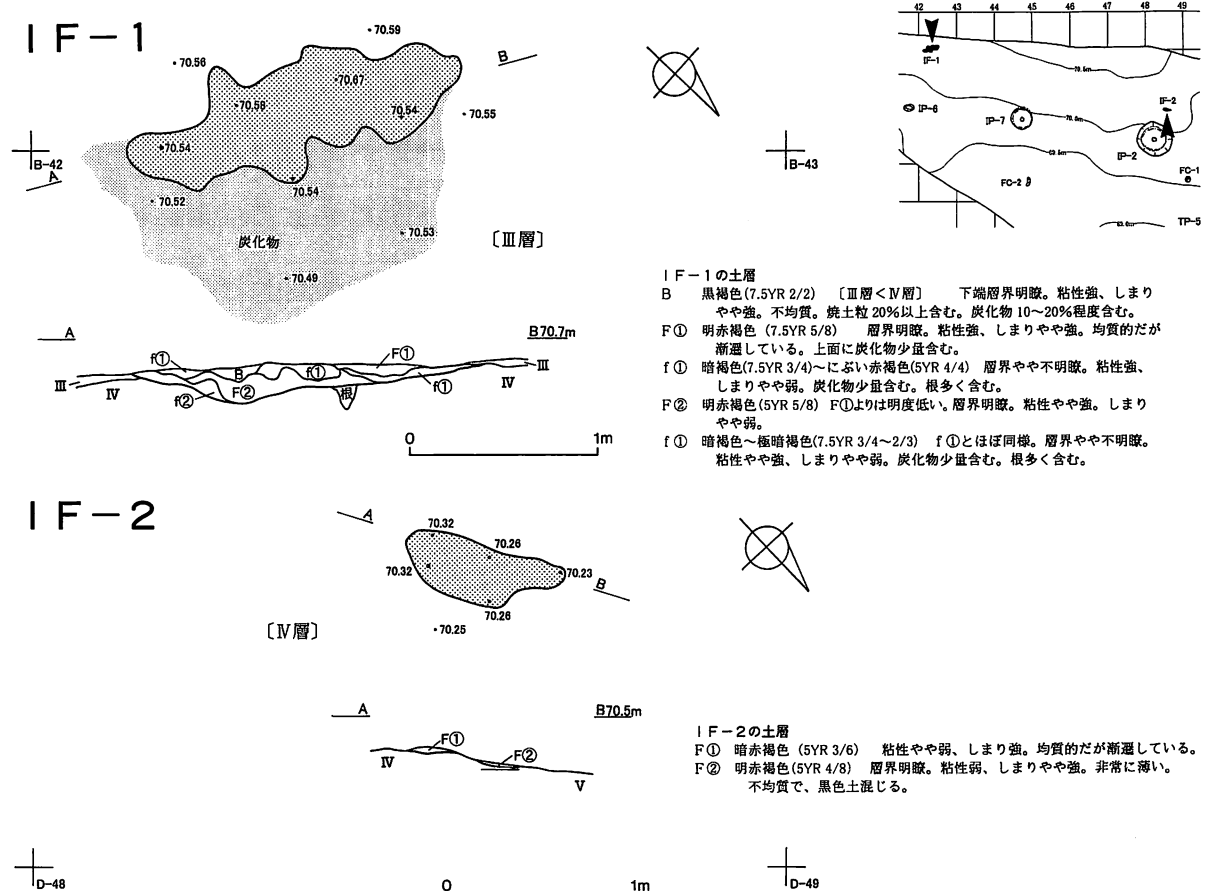 IF-1
70.59
B
70.56
70.67
70.56
70.54
70.55
70.54
B-42
A
70.54
70.52
炭化物
70.53
〔Ⅲ層〕
70.49
B-43
42 43 44 45 46 47 48 49
IF-1
70.5m
IP-6
IP-7
70.0m
IF-2
IP-2
69.5m
FC-2
FC-1
69.0m
TP-5
A
B70.7m
f①
F①
B
f①
Ⅲ
Ⅲ
Ⅳ
f②
F②
根
f①
Ⅳ
0 1m
IF-1の土層
B 黒褐色(7.5YR 2/2) 〔Ⅲ層<Ⅳ層〕 下端層界明瞭。粘性強、しまり
やや強。不均質。焼土粒20%以上含む。炭化物10~20%程度含む。
F① 明赤褐色 (7.5YR 5/8) 層界明瞭。粘性強、しまりやや強。均質的だが
漸遷している。上面に炭化物少量含む。
f① 暗褐色(7.5YR 3/4)~にぶい赤褐色(5YR 4/4) 層界やや不明瞭。粘性強、
しまりやや弱。炭化物少量含む。根多く含む。
F② 明赤褐色(5YR 5/8) F①よりは明度低い。層界明瞭。粘性やや強。しまり
やや弱。
f① 暗褐色~極暗褐色(7.5YR 3/4~2/3) f①とほぼ同様。層界やや不明瞭。
粘性やや強、しまりやや弱。炭化物少量含む。根多く含む。
IF-2
A
70.32
70.26
70.32
70.23
B
70.26
70.25
〔Ⅳ層〕
A
B70.5m
F①
Ⅳ
F②
Ⅴ
IF-2の土層
F① 暗赤褐色 (5YR 3/6) 粘性やや弱、しまり強。均質的だが漸遷している。
F② 明赤褐色(5YR 4/8) 層界明瞭。粘性弱、しまりやや強。非常に薄い。
不均質で、黒色土混じる。
D-48
0 1m
D-49